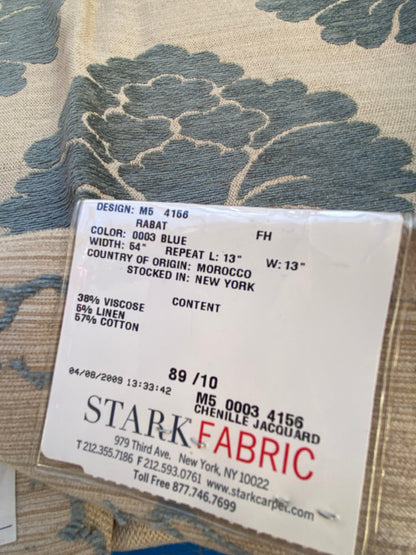 DESIGN: M5 4156
RABAT FH
COLOR: 0003 BLUE
WIDTH: 54" REPEAT L: 13" W: 13"
COUNTRY OF ORIGIN: MOROCCO
STOCKED IN: NEW YORK
CONTENT
38% VISCOSE
5% LINEN
57% COTTON
89 /10
04/08/2009 13:33:42
M5 0003 4156
CHENILLE JACQUARD
STARK FABRIC
979 Third Ave. New York, NY 10022
T 212.355.7186 F 212.593.0761 www.starkcarpet.com
Toll Free 877.746.7699